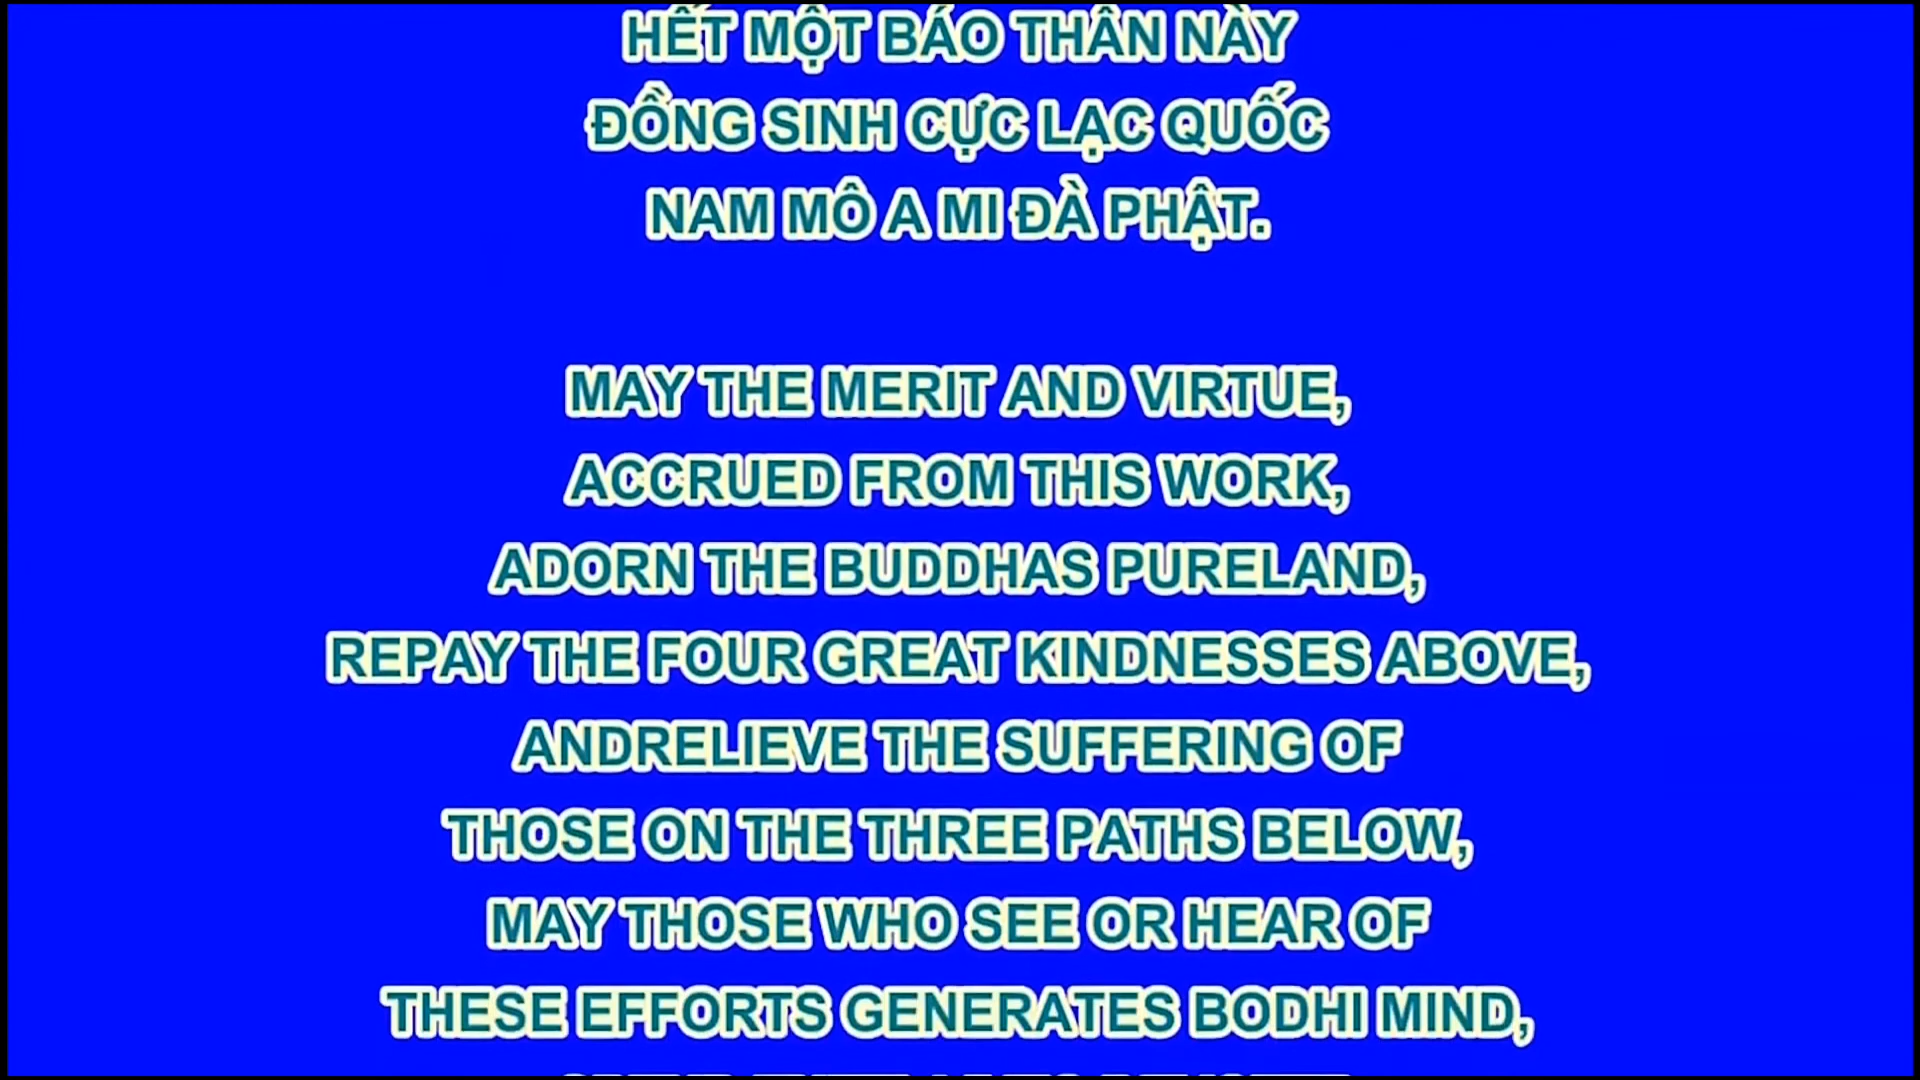 HẾT MỘT BÁO THÂN NÀY
ĐỒNG SINH CỰC LẠC QUỐC
NAM MÔ A MI ĐÀ PHẬT.
MAY THE MERIT AND VIRTUE,
ACCRUED FROM THIS WORK,
ADORN THE BUDDHAS PURELAND,
REPAY THE FOUR GREAT KINDNESSES ABOVE,
ANDRELIEVE THE SUFFERING OF
THOSE ON THE THREE PATHS BELOW,
MAY THOSE WHO SEE OR HEAR OF
THESE EFFORTS GENERATES BODHI MIND,